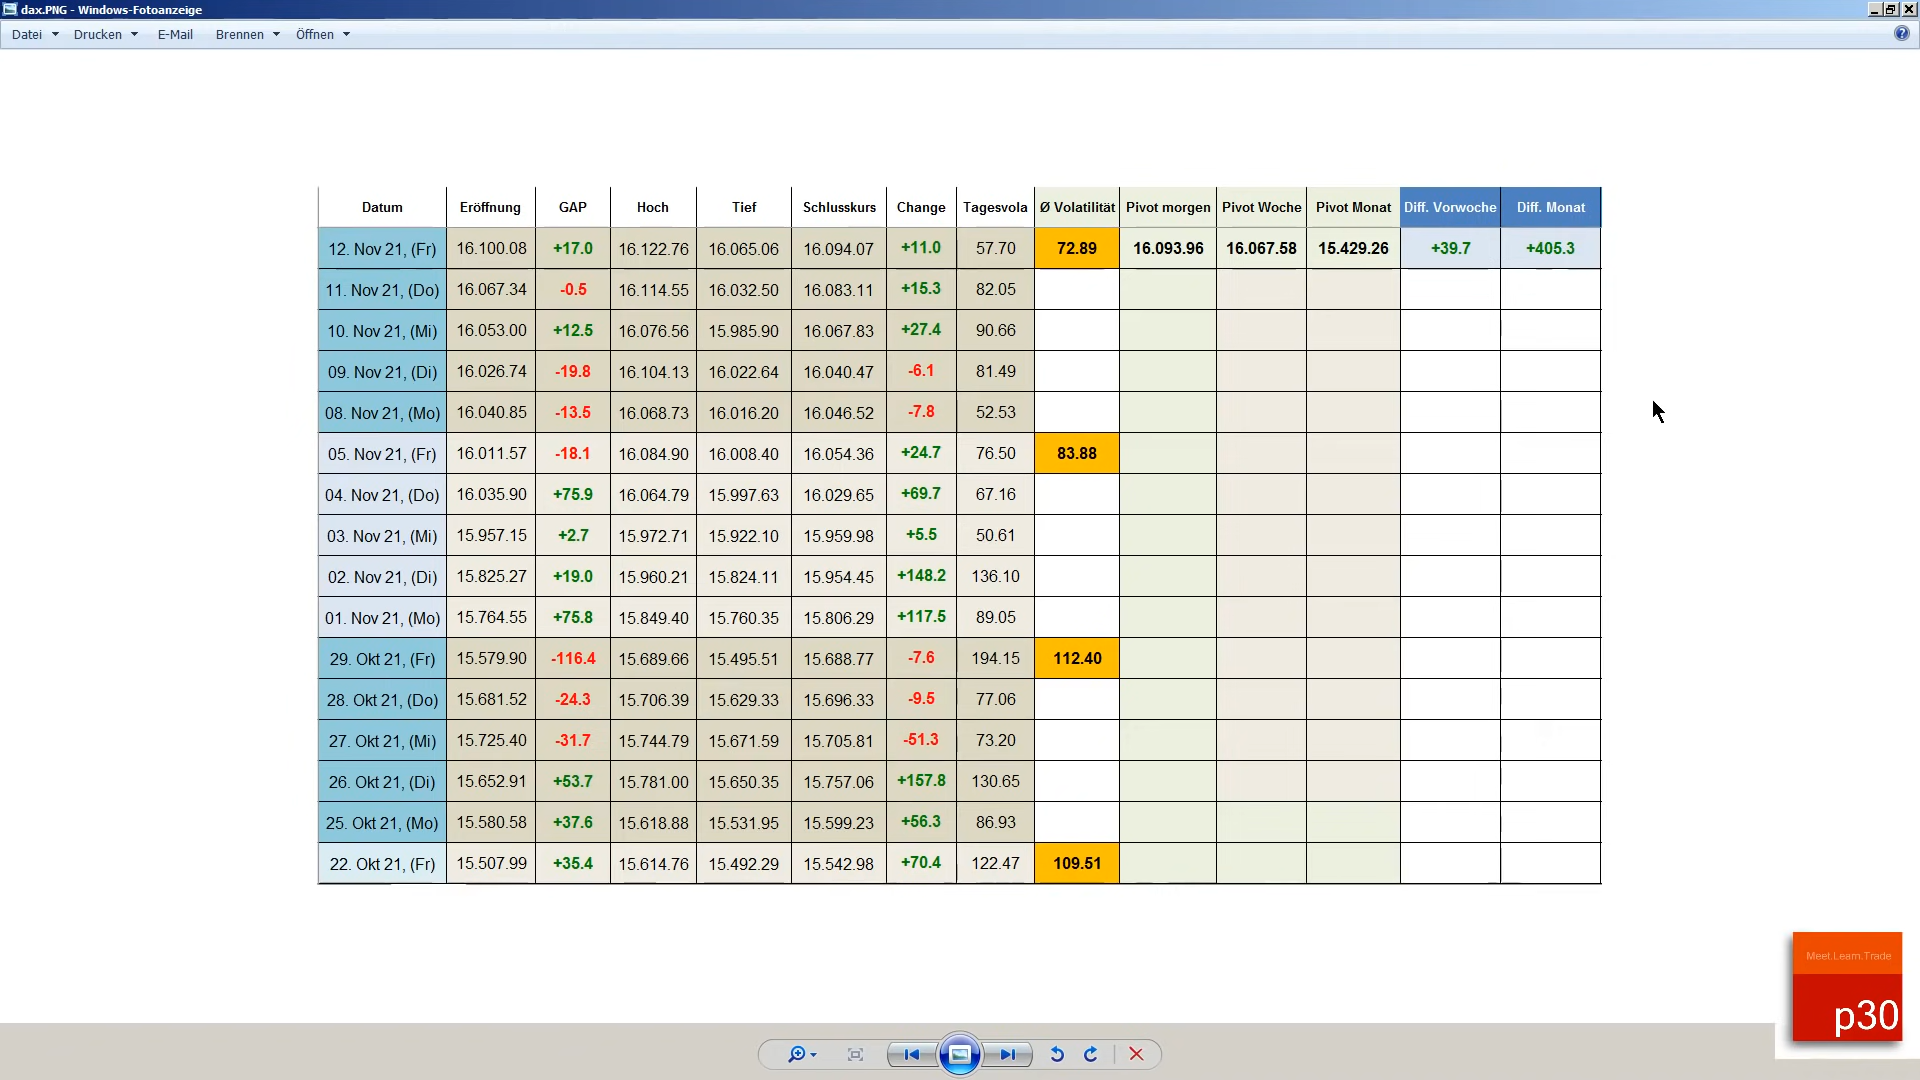 dax.PNG - Windows-Fotoanzeige
Datei Drucken E-Mail Brennen Öffnen
Datum Eröffnung GAP Hoch Tief Schlusskurs Change Tagesvola Ø Volatilität Pivot morgen Pivot Woche Pivot Monat Diff. Vorwoche Diff. Monat
12. Nov 21, (Fr) 16.100.08 +17.0 16.122.76 16.065.06 16.094.07 +11.0 57.70 72.89 16.093.96 16.067.58 15.429.26 +39.7 +405.3
11. Nov 21, (Do) 16.067.34 -0.5 16.114.55 16.032.50 16.083.11 +15.3 82.05
10. Nov 21, (Mi) 16.053.00 +12.5 16.076.56 15.985.90 16.067.83 +27.4 90.66
09. Nov 21, (Di) 16.026.74 -19.8 16.104.13 16.022.64 16.040.47 -6.1 81.49
08. Nov 21, (Mo) 16.040.85 -13.5 16.068.73 16.016.20 16.046.52 -7.8 52.53
05. Nov 21, (Fr) 16.011.57 -18.1 16.084.90 16.008.40 16.054.36 +24.7 76.50 83.88
04. Nov 21, (Do) 16.035.90 +75.9 16.064.79 15.997.63 16.029.65 +69.7 67.16
03. Nov 21, (Mi) 15.957.15 +2.7 15.972.71 15.922.10 15.959.98 +5.5 50.61
02. Nov 21, (Di) 15.825.27 +19.0 15.960.21 15.824.11 15.954.45 +148.2 136.10
01. Nov 21, (Mo) 15.764.55 +75.8 15.849.40 15.760.35 15.806.29 +117.5 89.05
29. Okt 21, (Fr) 15.579.90 -116.4 15.689.66 15.495.51 15.688.77 -7.6 194.15 112.40
28. Okt 21, (Do) 15.681.52 -24.3 15.706.39 15.629.33 15.696.33 -9.5 77.06
27. Okt 21, (Mi) 15.725.40 -31.7 15.744.79 15.671.59 15.705.81 -51.3 73.20
26. Okt 21, (Di) 15.652.91 +53.7 15.781.00 15.650.35 15.757.06 +157.8 130.65
25. Okt 21, (Mo) 15.580.58 +37.6 15.618.88 15.531.95 15.599.23 +56.3 86.93
22. Okt 21, (Fr) 15.507.99 +35.4 15.614.76 15.492.29 15.542.98 +70.4 122.47 109.51
Meet.Learn.Trade
p30